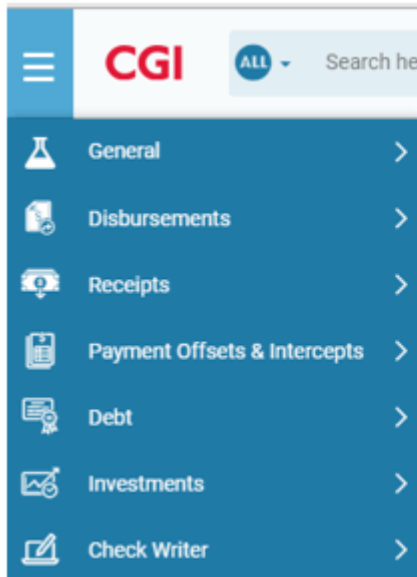 CGI
ALL Search he
General
Disbursements
Receipts
Payment Offsets & Intercepts
Debt
Investments
Check Writer